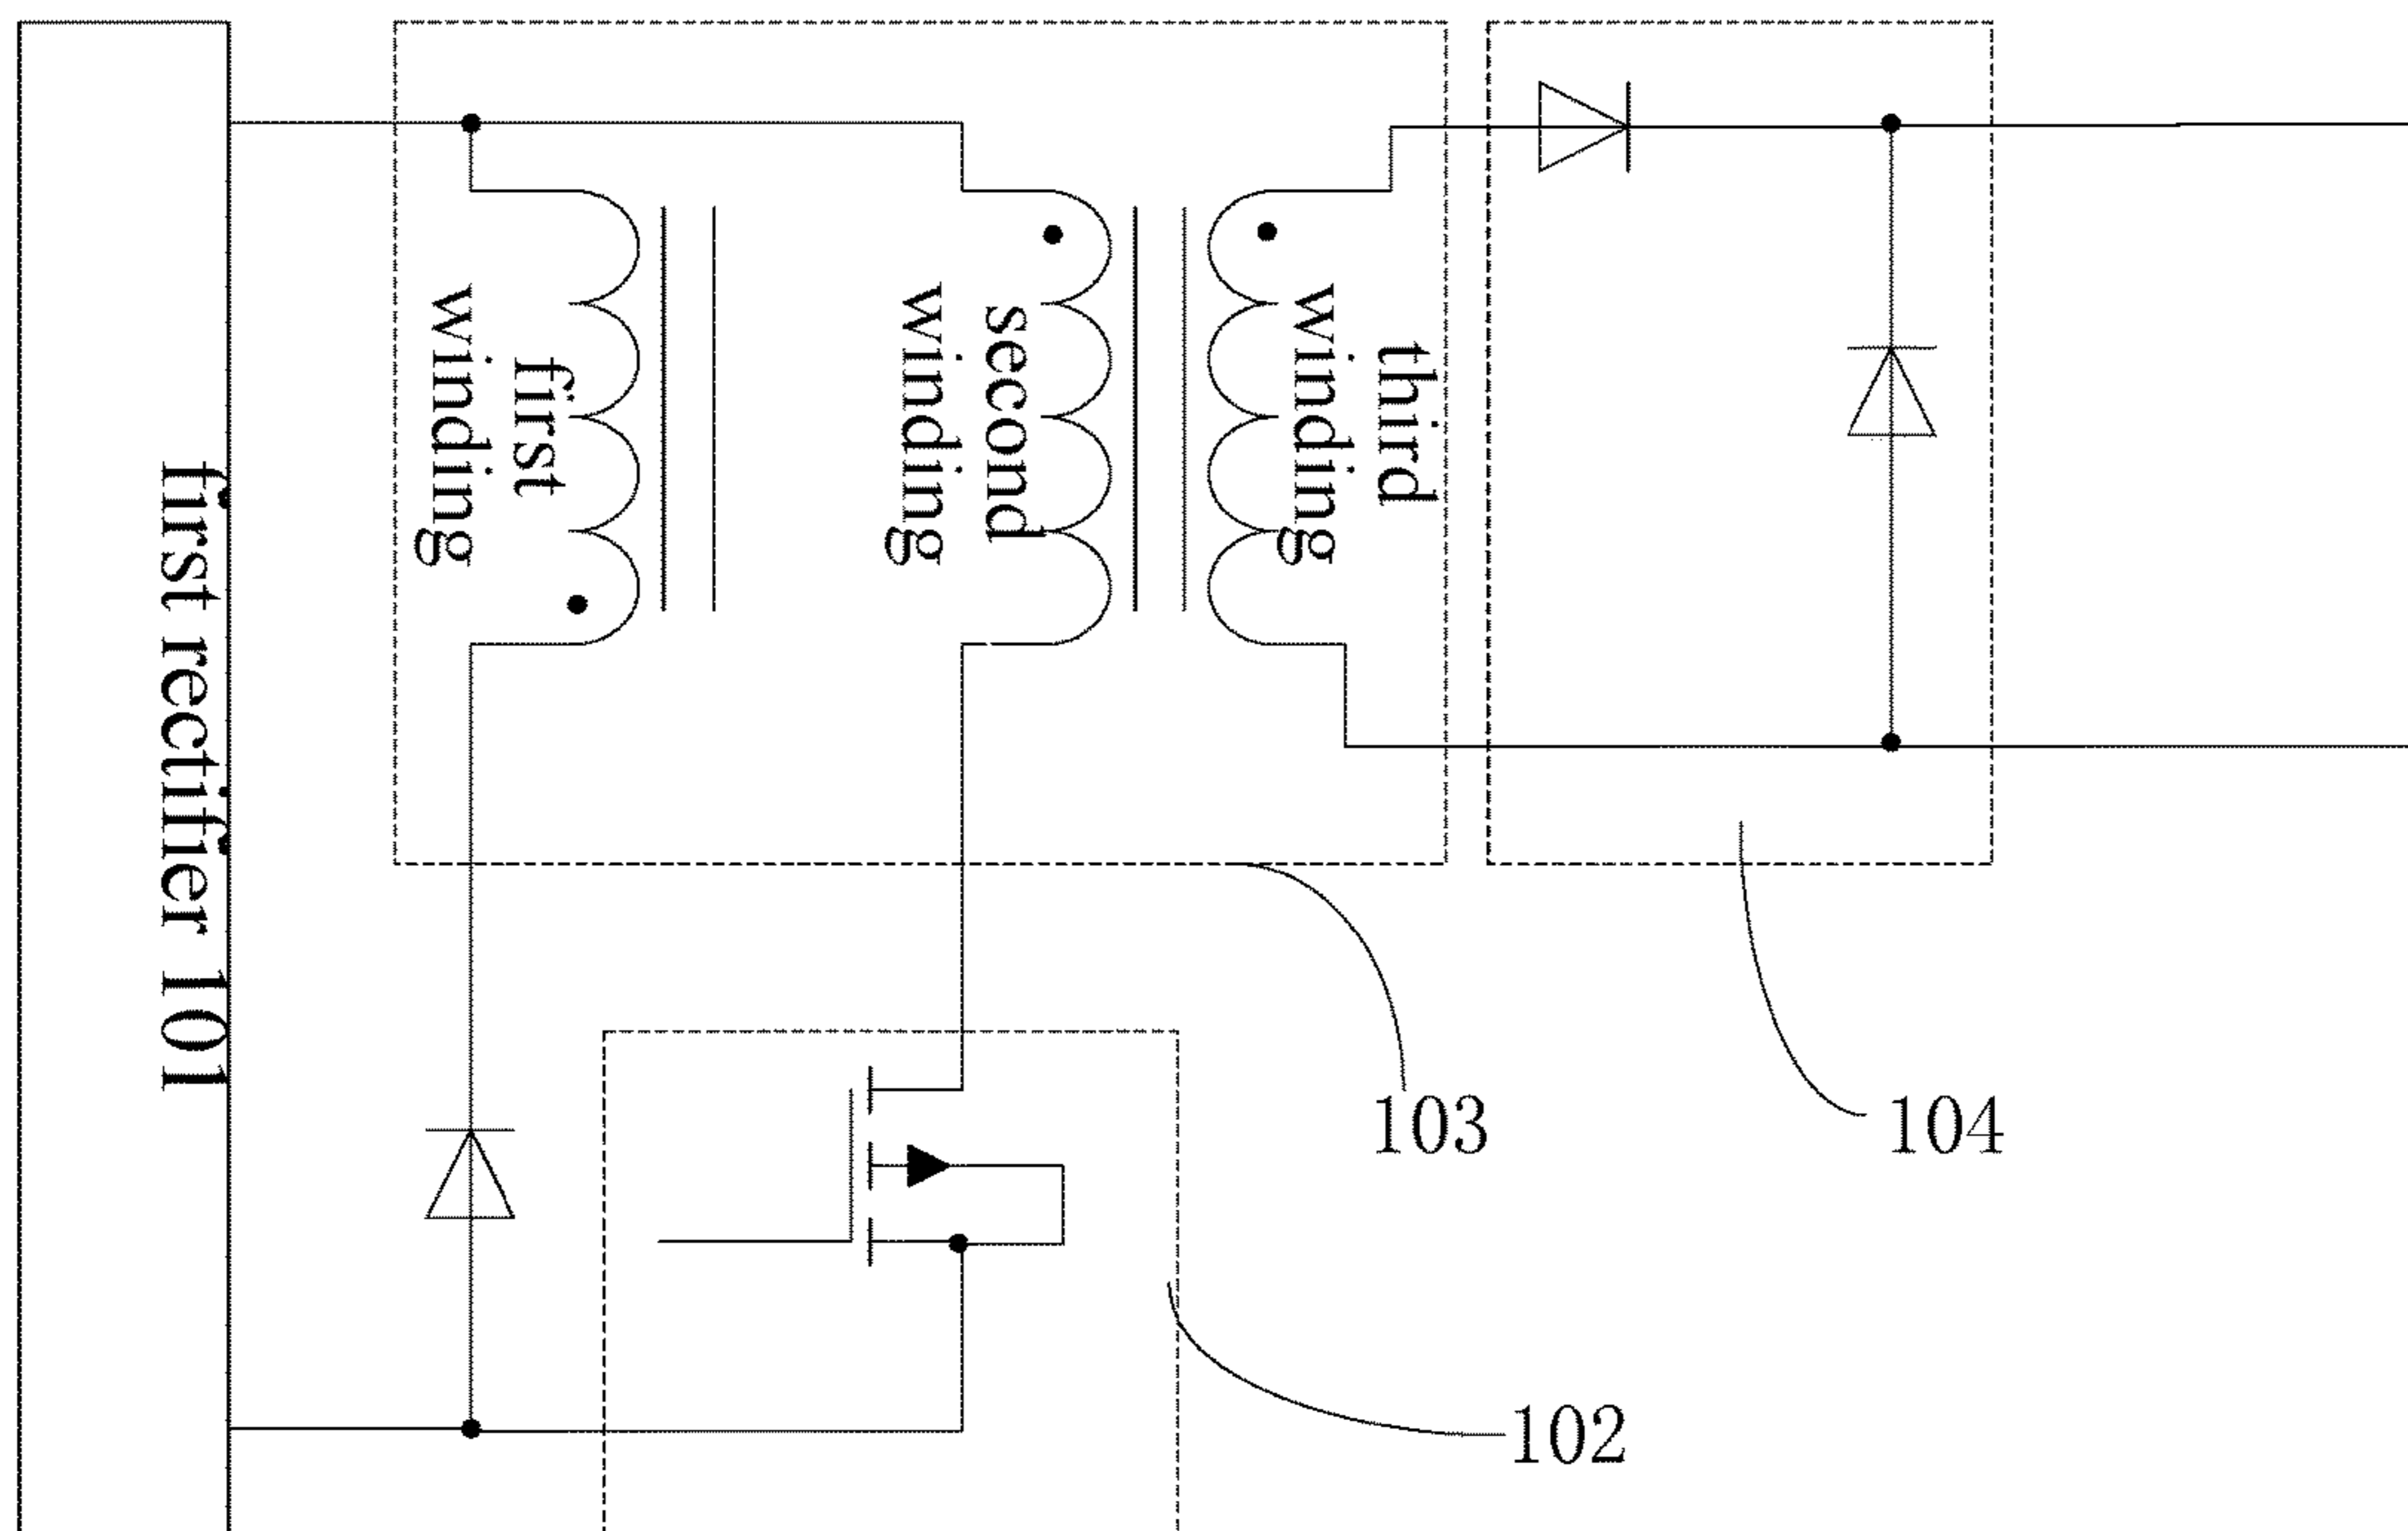 first rectifier 101
first
winding
second
winding
third
winding
103
104
102